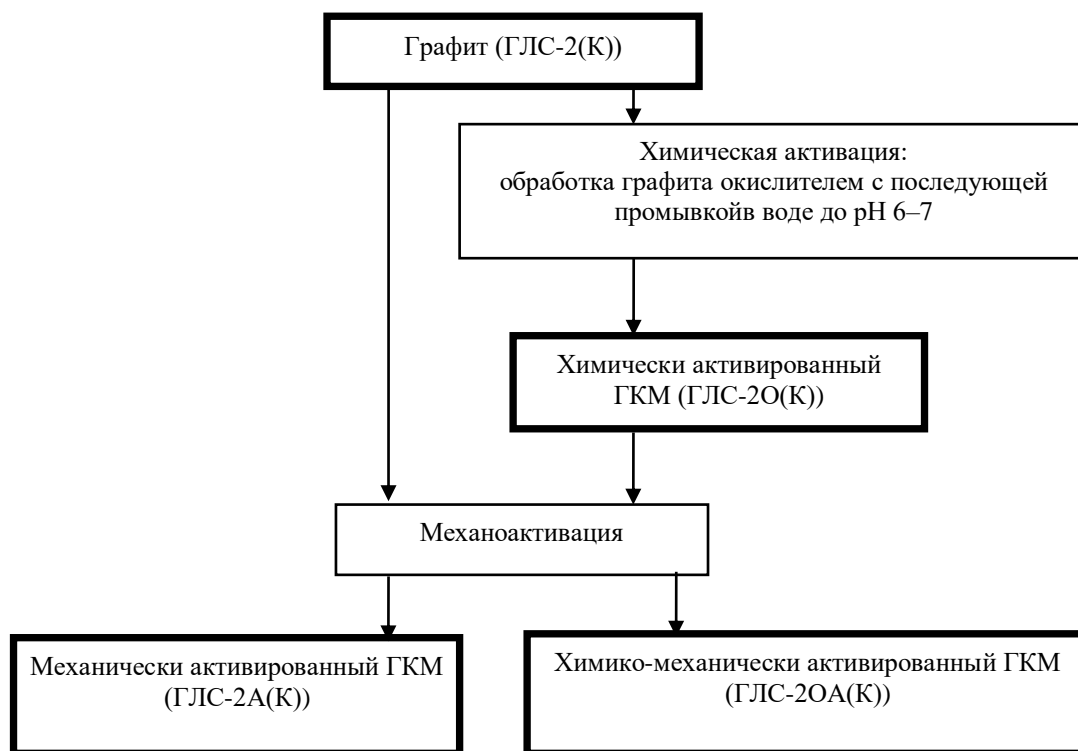 Графит (ГЛС-2(К))
Химическая активация:
обработка графита окислителем с последующей
промывкойв воде до pH 6–7
Химически активированный
ГКМ (ГЛС-2О(К))
Механоактивация
Механически активированный ГКМ
(ГЛС-2А(К))
Химико-механически активированный ГКМ
(ГЛС-2ОА(К))